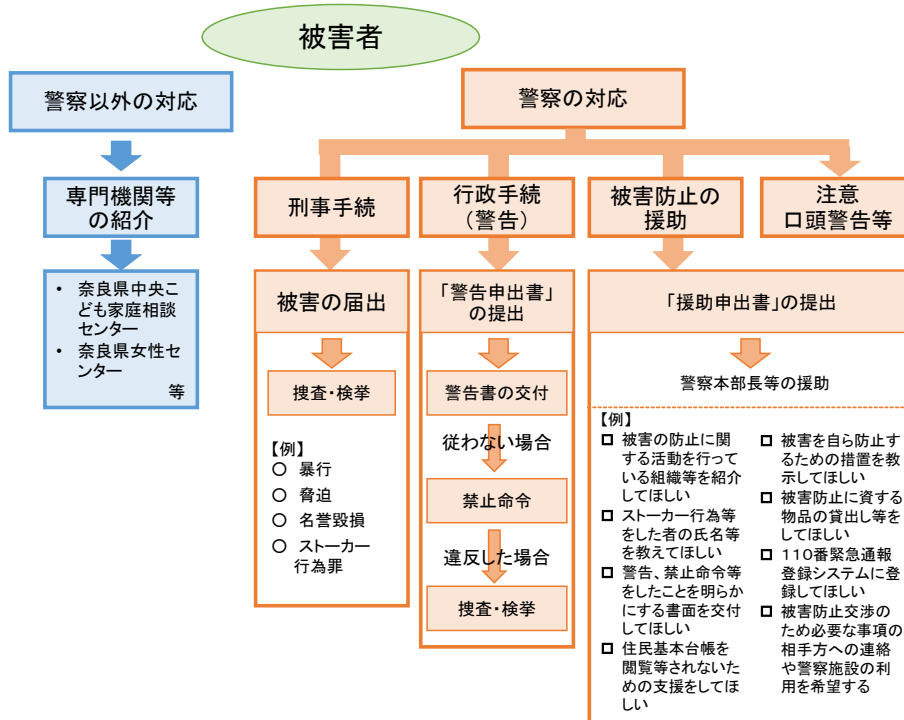 被害者
警察以外の対応
専門機関等
の紹介
• 奈良県中央こ
ども家庭相談
センター
• 奈良県女性セ
ンター
等
警察の対応
刑事手続
被害の届出
捜査・検挙
【例】
○ 暴行
○ 脅迫
○ 名誉毀損
○ ストーカー
行為罪
行政手続
(警告)
「警告申出書」
の提出
警告書の交付
従わない場合
禁止命令
違反した場合
捜査・検挙
被害防止の
援助
「援助申出書」の提出
警察本部長等の援助
【例】
□ 被害の防止に関
する活動を行って
いる組織等を紹介
してほしい
□ ストーカー行為等
をした者の氏名等
を教えてほしい
□ 警告、禁止命令等
をしたことを明らか
にする書面を交付
してほしい
□ 住民基本台帳を
閲覧等されないた
めの支援をしてほ
しい
□ 被害を自ら防止す
るための措置を教
示してほしい
□ 被害防止に資する
物品の貸出し等を
してほしい
□ 110番緊急通報
登録システムに登
録してほしい
□ 被害防止交渉の
ため必要な事項の
相手方への連絡
や警察施設の利
用を希望する
注意
口頭警告等